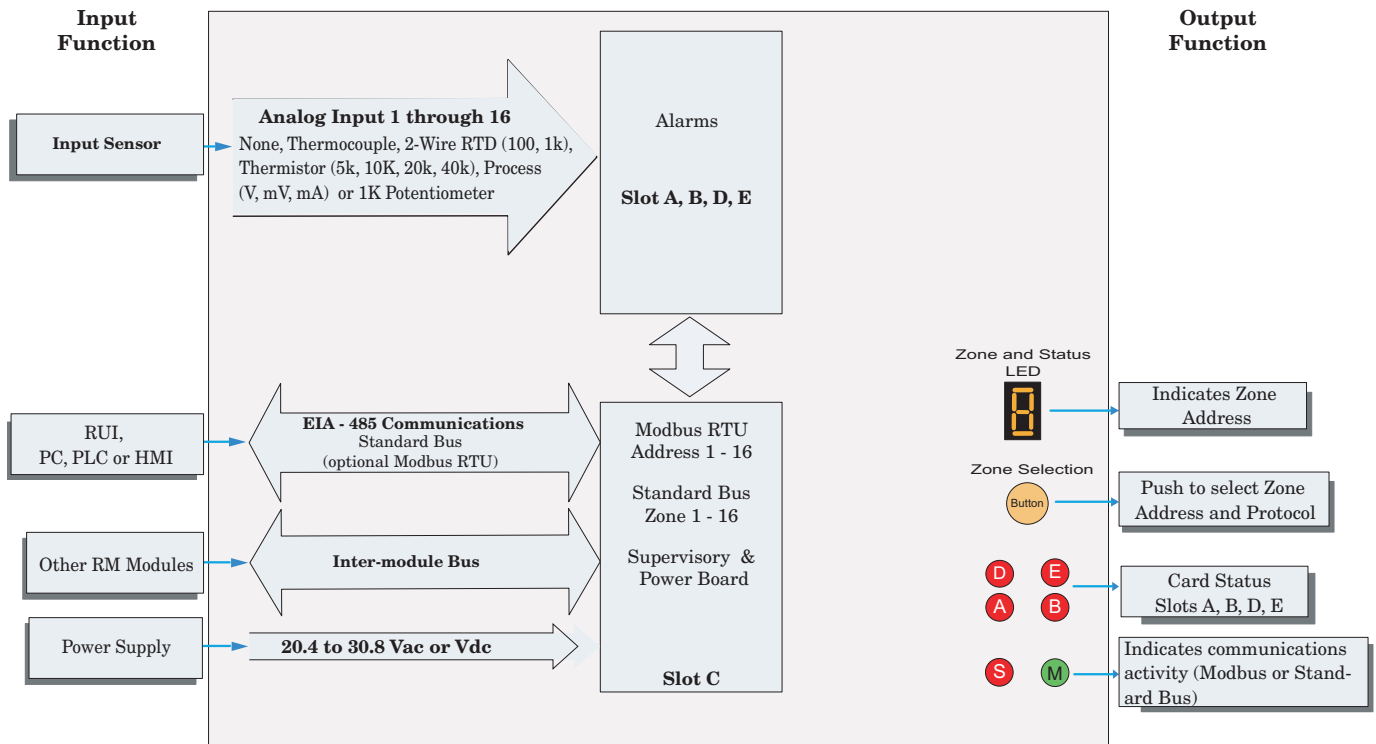 Input
Function
Output
Function
Input Sensor
Analog Input 1 through 16
None, Thermocouple, 2-Wire RTD (100, 1k),
Thermistor (5k, 10K, 20k, 40k), Process
(V, mV, mA) or 1K Potentiometer
Alarms
Slot A, B, D, E
RUI,
PC, PLC or HMI
EIA - 485 Communications
Standard Bus
(optional Modbus RTU)
Other RM Modules
Inter-module Bus
Power Supply
20.4 to 30.8 Vac or Vdc
Modbus RTU
Address 1 - 16
Standard Bus
Zone 1 - 16
Supervisory &
Power Board
Slot C
Zone and Status
LED
8
Indicates Zone
Address
Zone Selection
Button
Push to select Zone
Address and Protocol
D E
A B
Card Status
Slots A, B, D, E
S M
Indicates communications
activity (Modbus or Stand-
ard Bus)